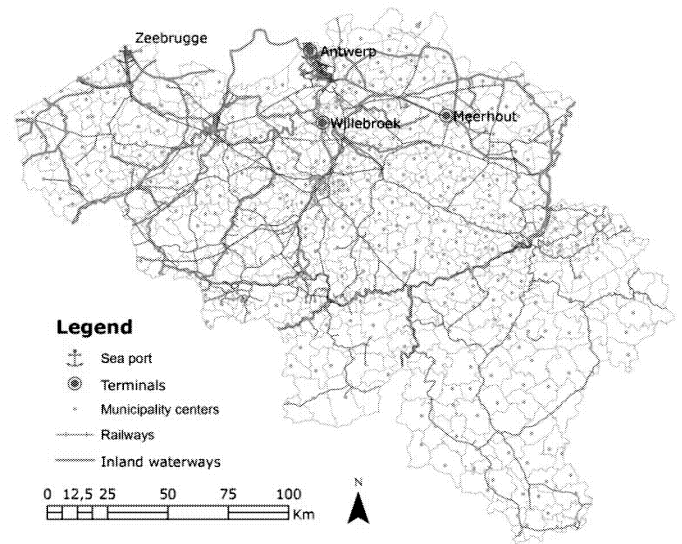 Zeebrugge
Antwerp
Willebroek
Meerhout
Legend
Sea port
Terminals
Municipality centers
Railways
Inland waterways
0 12,5 25 50 75 100
Km
N